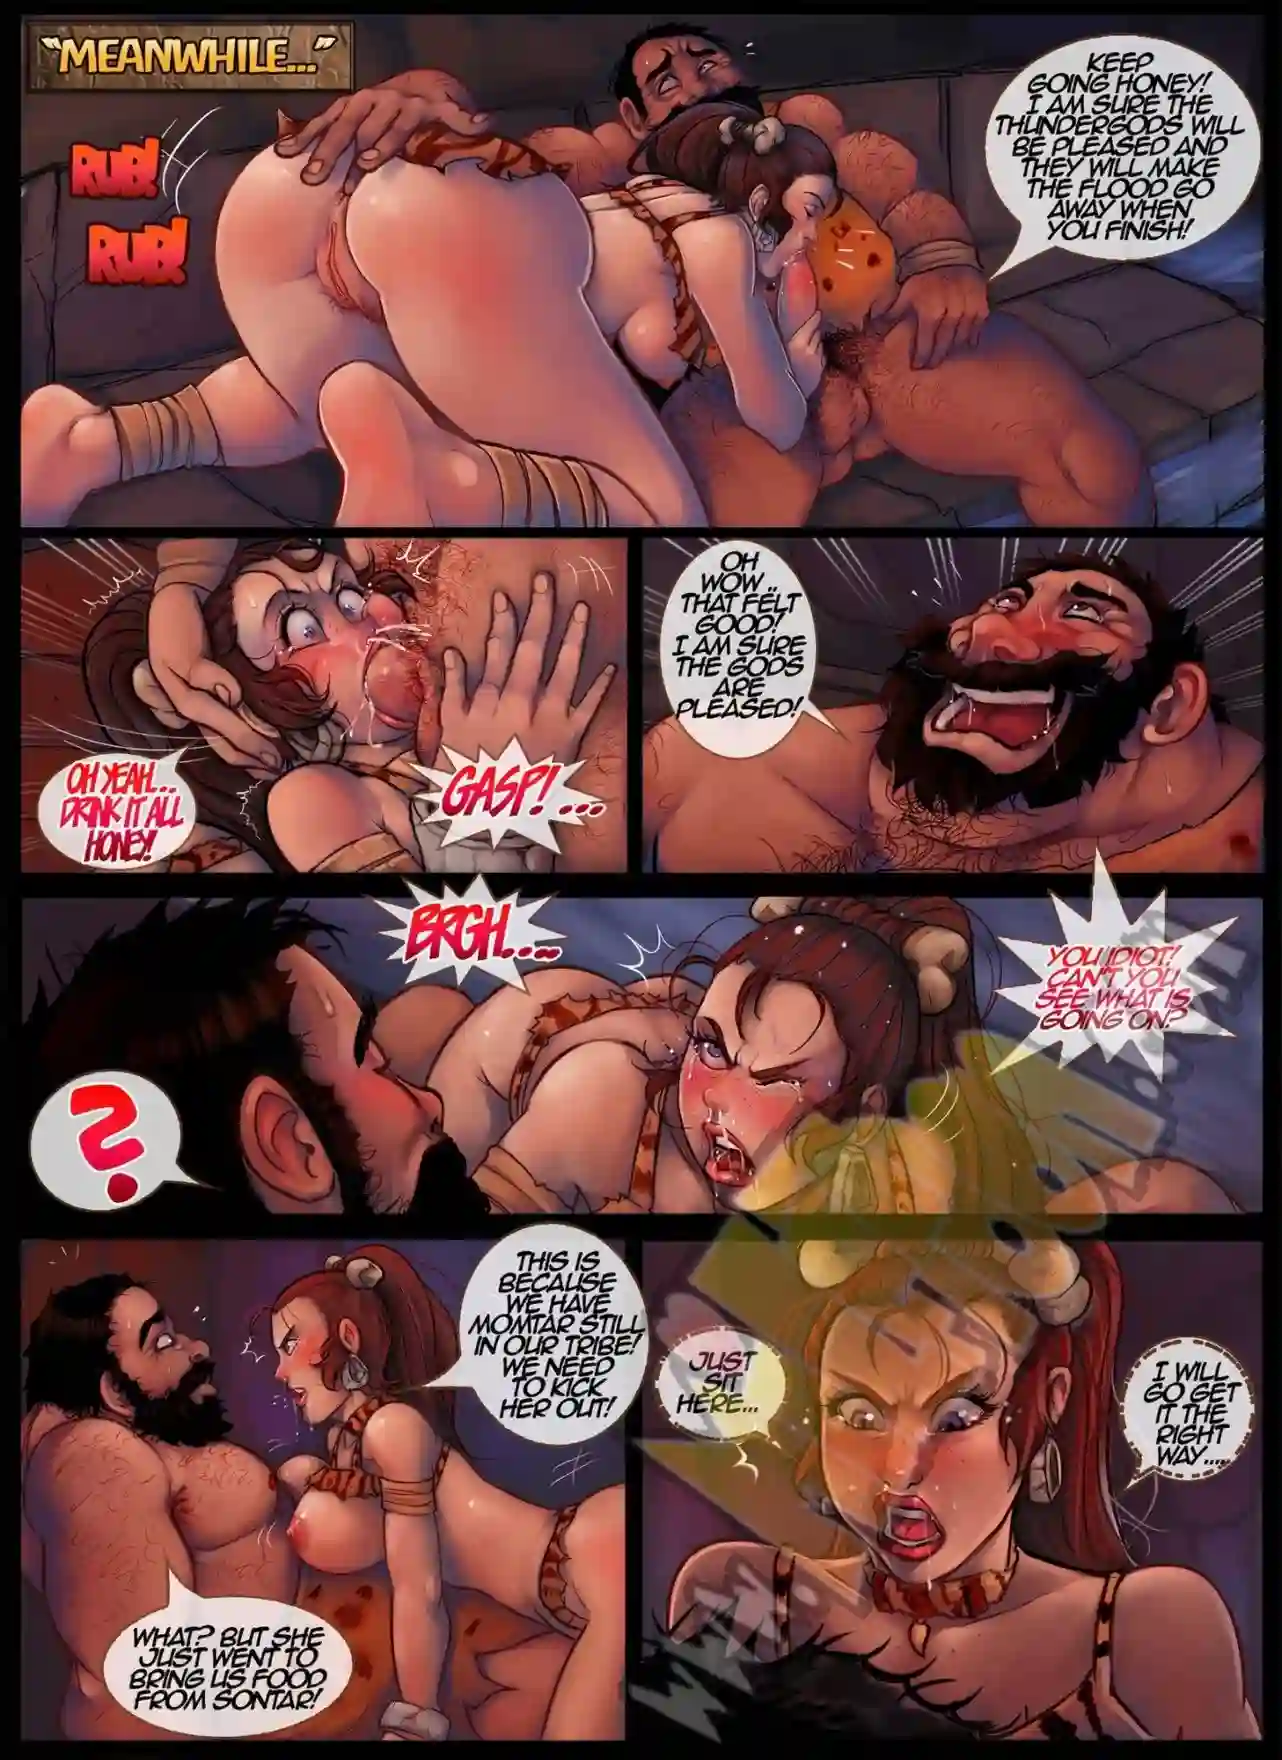 "MEANWHILE..."
RUB!
RUB!
KEEP
GOING HONEY!
I AM SURE THE
THUNDERGODS WILL
BE PLEASED AND
THEY WILL MAKE
THE FLOOD GO
AWAY WHEN
YOU FINISH!
OH YEAH...
DRINK IT ALL
HONEY!
GASP!...
OH
WOW..
THAT FELT
GOOD!
I AM SURE
THE GODS
ARE
PLEASED!
BRGH....
YOU IDIOT!
CAN'T YOU
SEE WHAT IS
GOING ON?
?
THIS IS
BECAUSE
WE HAVE
MOMTAR STILL
IN OUR TRIBE!
WE NEED
TO KICK
HER OUT!
WHAT? BUT SHE
JUST WENT TO
BRING US FOOD
FROM SONTAR!
JUST
SIT
HERE...
I WILL
GO GET
IT THE
RIGHT
WAY....